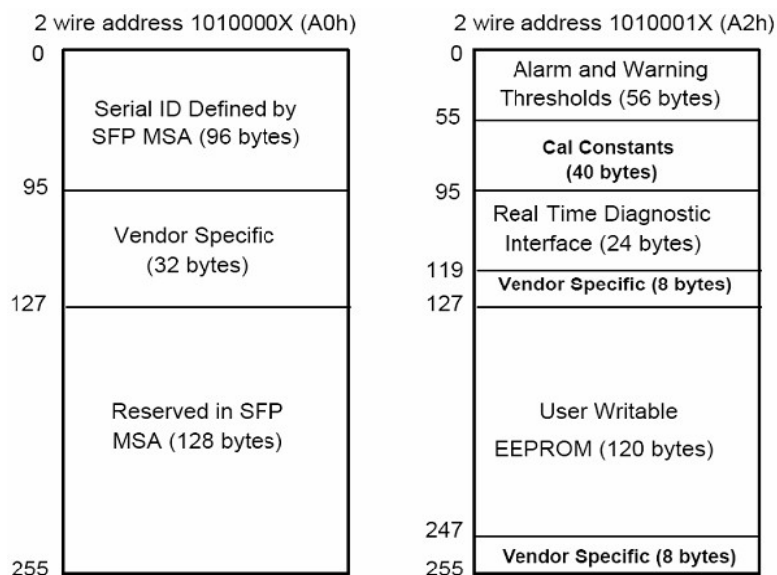 2 wire address 1010000X (A0h)
0
Serial ID Defined by
SFP MSA (96 bytes)
95
Vendor Specific
(32 bytes)
127
Reserved in SFP
MSA (128 bytes)
255
2 wire address 1010001X (A2h)
0
Alarm and Warning
Thresholds (56 bytes)
55
Cal Constants
(40 bytes)
95
Real Time Diagnostic
Interface (24 bytes)
119
Vendor Specific (8 bytes)
127
User Writable
EEPROM (120 bytes)
247
Vendor Specific (8 bytes)
255